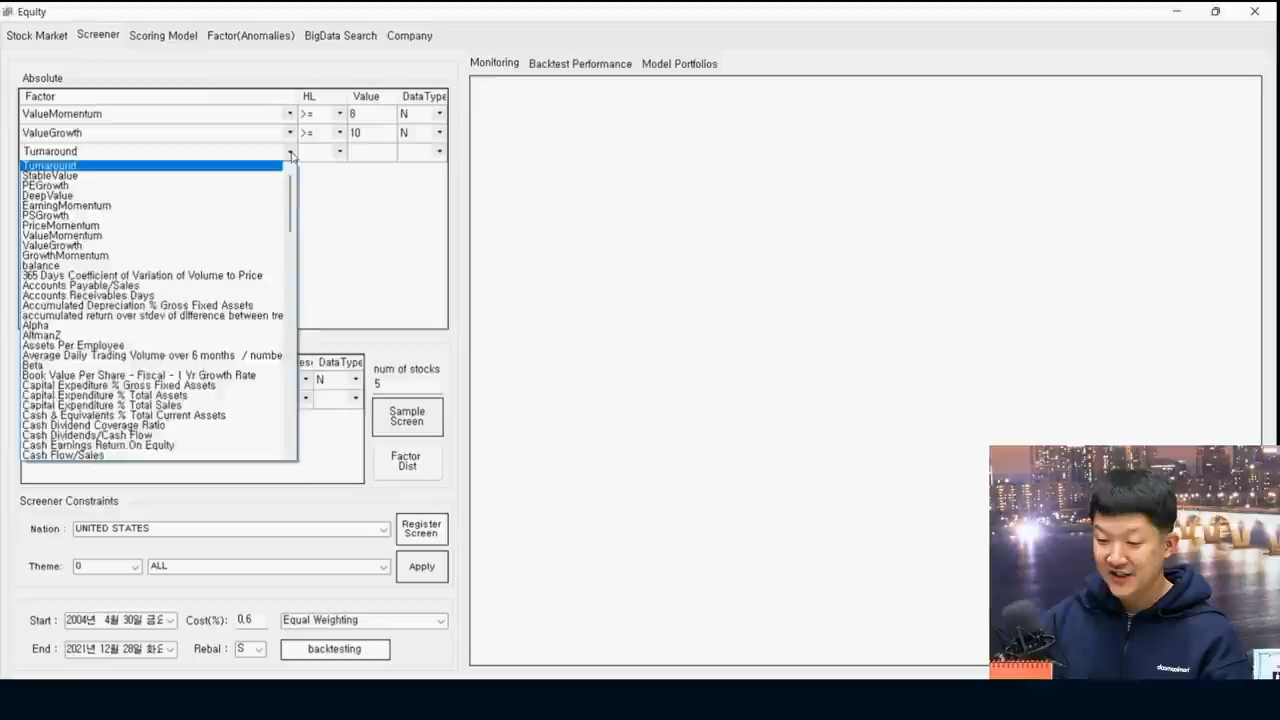 Equity
Stock Market Screener Scoring Model Factor(Anomalies) BigData Search Company
Absolute
Factor HL Value DataType
ValueMomentum >= 8 N
ValueGrowth >= 10 N
Turnaround
Turnaround
StableValue
PEGrowth
DeepValue
EarningMomentum
PSGrowth
PriceMomentum
ValueMomentum
ValueGrowth
GrowthMomentum
balance
365 Days Coefficient of Variation of Volume to Price
Accounts Payable/Sales
Accounts Receivables Days
Accumulated Depreciation % Gross Fixed Assets
accumulated return over stdev of difference between tre
Alpha
AltmanZ
Assets Per Employee
Average Daily Trading Volume over 6 months / numbe
Beta
Book Value Per Share - Fiscal - 1 Yr Growth Rate
Capital Expediture % Gross Fixed Assets
Capital Expenditure % Total Assets
Capital Expenditure % Total Sales
Cash & Equivalents % Total Current Assets
Cash Dividend Coverage Ratio
Cash Dividends/Cash Flow
Cash Earnings Return On Equity
Cash Flow/Sales
DataType
N
num of stocks
5
Sample
Screen
Factor
Dist
Screener Constraints
Nation : UNITED STATES
Register
Screen
Theme: 0 ALL
Apply
Start : 2004년 4월 30일 금요 Cost(%): 0,6 Equal Weighting
End : 2021년 12월 28일 화요 Rebal : S backtesting
Monitoring Backtest Performance Model Portfolios